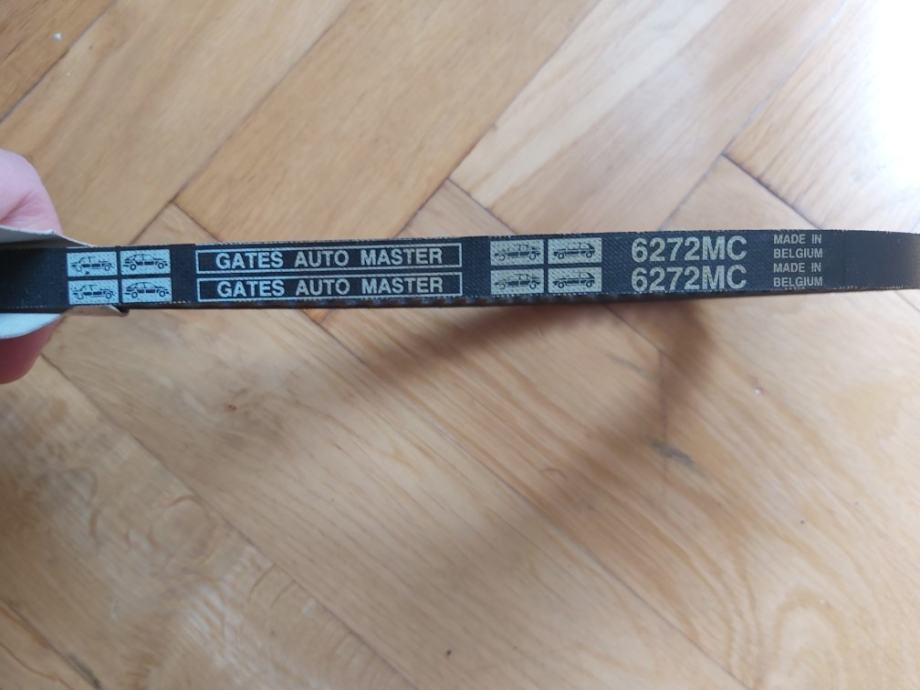 GATES AUTO MASTER
GATES AUTO MASTER
6272MC
6272MC
MADE IN
BELGIUM
MADE IN
BELGIUM